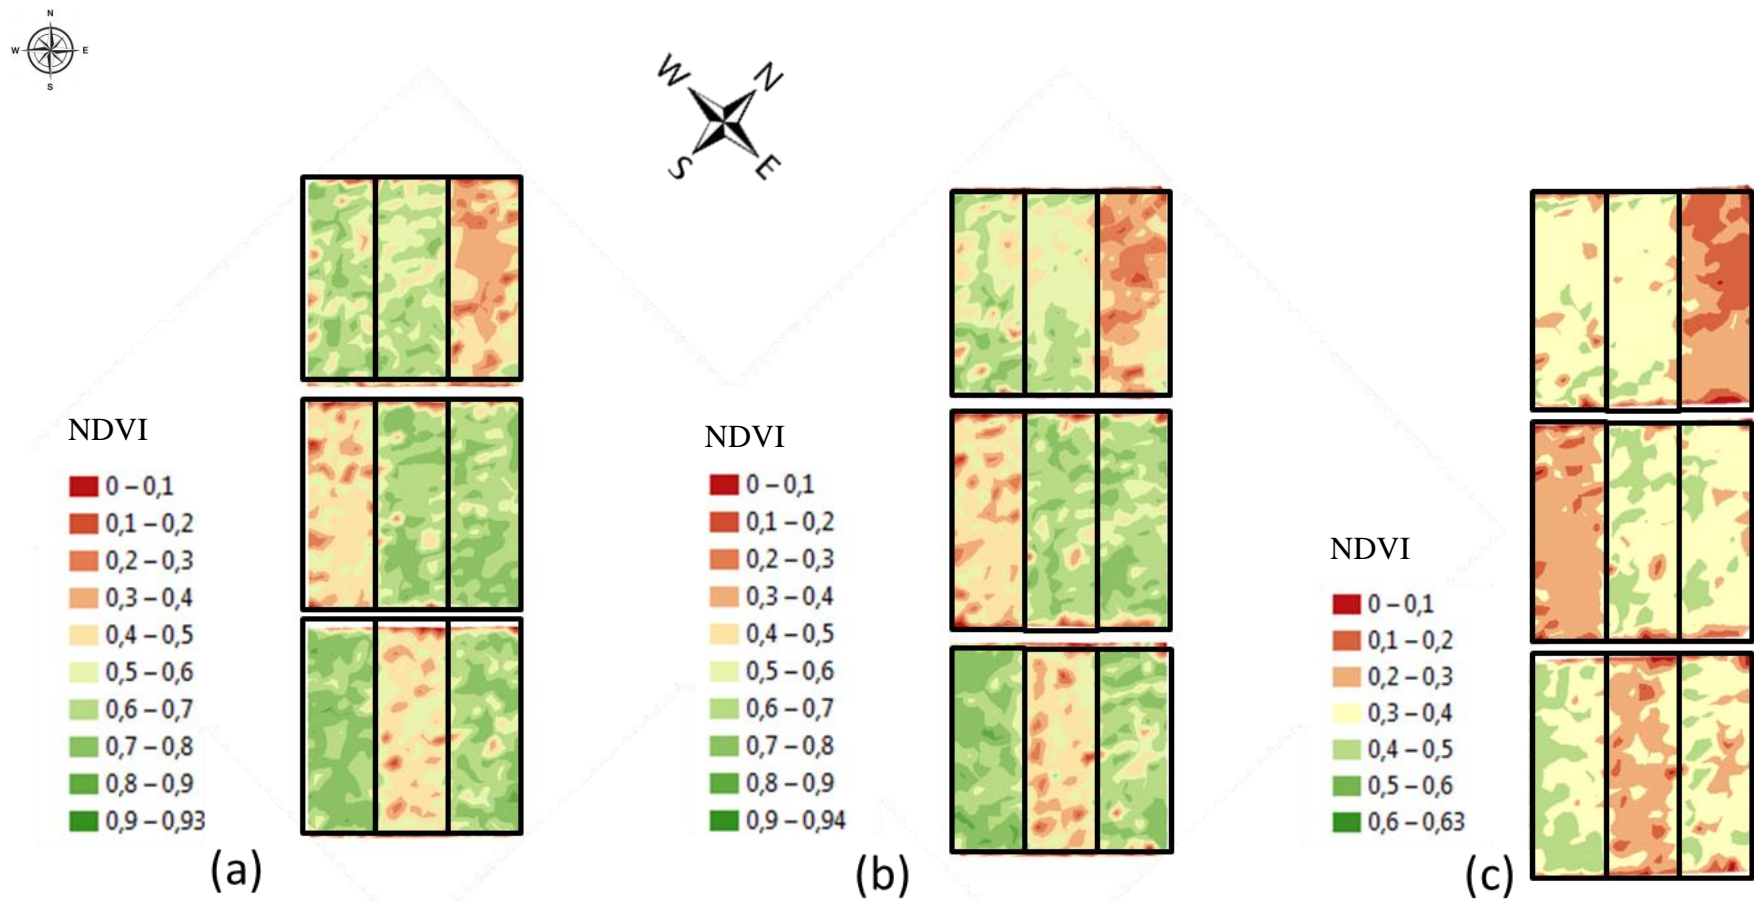 N
W E
S
W N
S E
NDVI
0 – 0,1
0,1 – 0,2
0,2 – 0,3
0,3 – 0,4
0,4 – 0,5
0,5 – 0,6
0,6 – 0,7
0,7 – 0,8
0,8 – 0,9
0,9 – 0,93
(a)
NDVI
0 – 0,1
0,1 – 0,2
0,2 – 0,3
0,3 – 0,4
0,4 – 0,5
0,5 – 0,6
0,6 – 0,7
0,7 – 0,8
0,8 – 0,9
0,9 – 0,94
(b)
NDVI
0 – 0,1
0,1 – 0,2
0,2 – 0,3
0,3 – 0,4
0,4 – 0,5
0,5 – 0,6
0,6 – 0,63
(c)